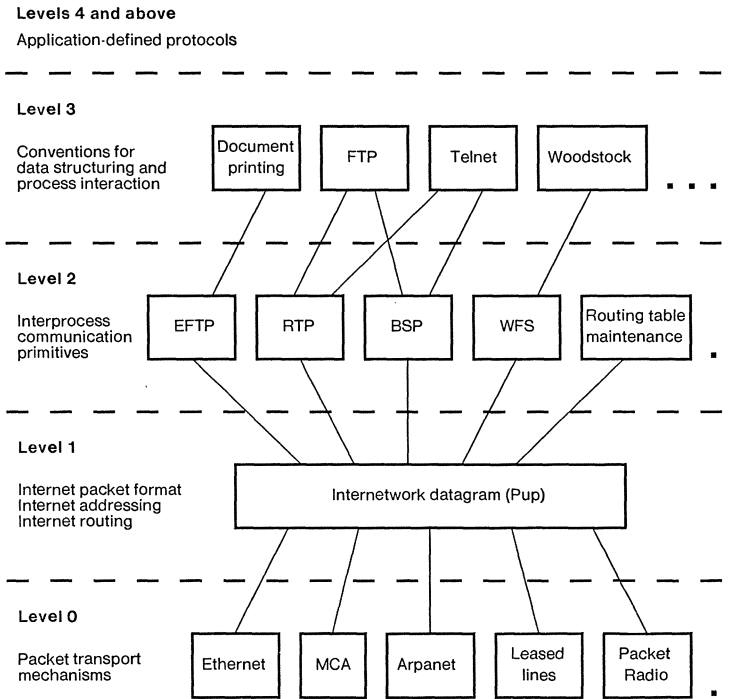 Levels 4 and above
Application-defined protocols
Level 3
Conventions for
data structuring and
process interaction
Document
printing
FTP
Telnet
Woodstock
. . .
Level 2
Interprocess
communication
primitives
EFTP
RTP
BSP
WFS
Routing table
maintenance
.
Level 1
Internet packet format
Internet addressing
Internet routing
Internetwork datagram (Pup)
Level 0
Packet transport
mechanisms
Ethernet
MCA
Arpanet
Leased
lines
Packet
Radio
.